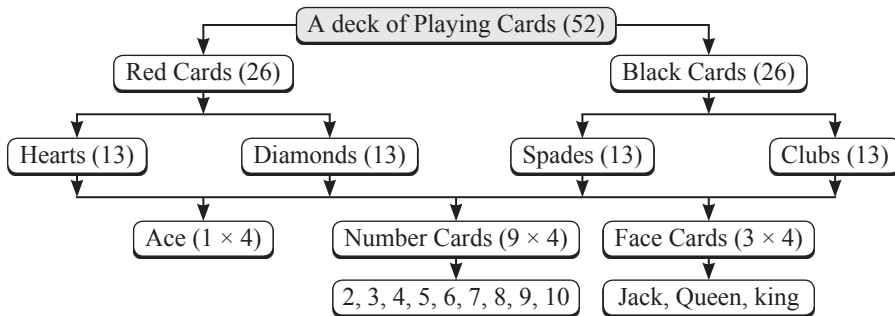 A deck of Playing Cards (52)
Red Cards (26) Black Cards (26)
Hearts (13) Diamonds (13) Spades (13) Clubs (13)
Ace (1 × 4) Number Cards (9 × 4) Face Cards (3 × 4)
2, 3, 4, 5, 6, 7, 8, 9, 10 Jack, Queen, king